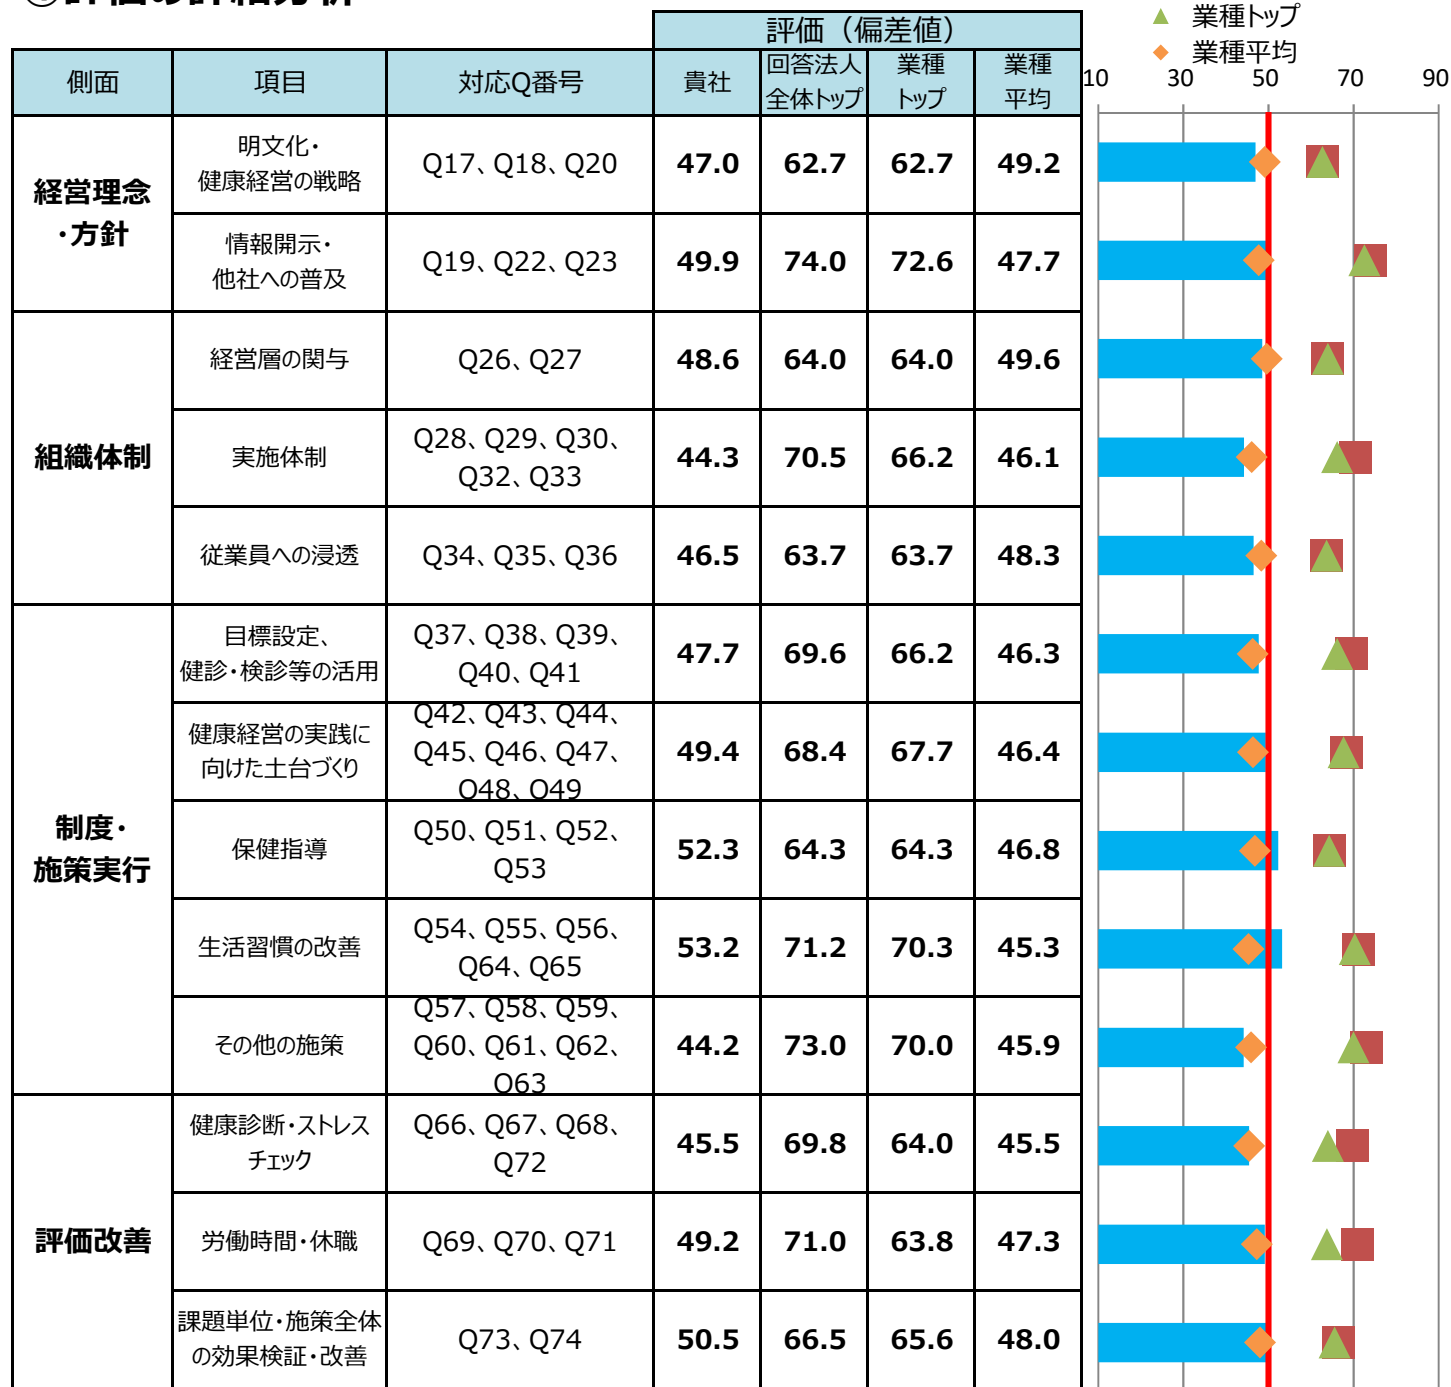 評価（偏差値）
▲ 業種トップ
◆ 業種平均
側面 項目 対応Q番号 貴社 回答法人 業種 業種
全体トップ トップ 平均
10 30 50 70 90
経営理念
・方針
明文化・
健康経営の戦略
Q17、Q18、Q20 47.0 62.7 62.7 49.2
情報開示・
他社への普及
Q19、Q22、Q23 49.9 74.0 72.6 47.7
組織体制
経営層の関与 Q26、Q27 48.6 64.0 64.0 49.6
実施体制
Q28、Q29、Q30、
Q32、Q33
44.3 70.5 66.2 46.1
従業員への浸透 Q34、Q35、Q36 46.5 63.7 63.7 48.3
制度・
施策実行
目標設定、
健診・検診等の活用
Q37、Q38、Q39、
Q40、Q41
47.7 69.6 66.2 46.3
健康経営の実践に
向けた土台づくり
Q42、Q43、Q44、
Q45、Q46、Q47、
Q48、Q49
49.4 68.4 67.7 46.4
保健指導
Q50、Q51、Q52、
Q53
52.3 64.3 64.3 46.8
生活習慣の改善
Q54、Q55、Q56、
Q64、Q65
53.2 71.2 70.3 45.3
その他の施策
Q57、Q58、Q59、
Q60、Q61、Q62、
Q63
44.2 73.0 70.0 45.9
評価改善
健康診断・ストレス
チェック
Q66、Q67、Q68、
Q72
45.5 69.8 64.0 45.5
労働時間・休職 Q69、Q70、Q71 49.2 71.0 63.8 47.3
課題単位・施策全体
の効果検証・改善
Q73、Q74 50.5 66.5 65.6 48.0